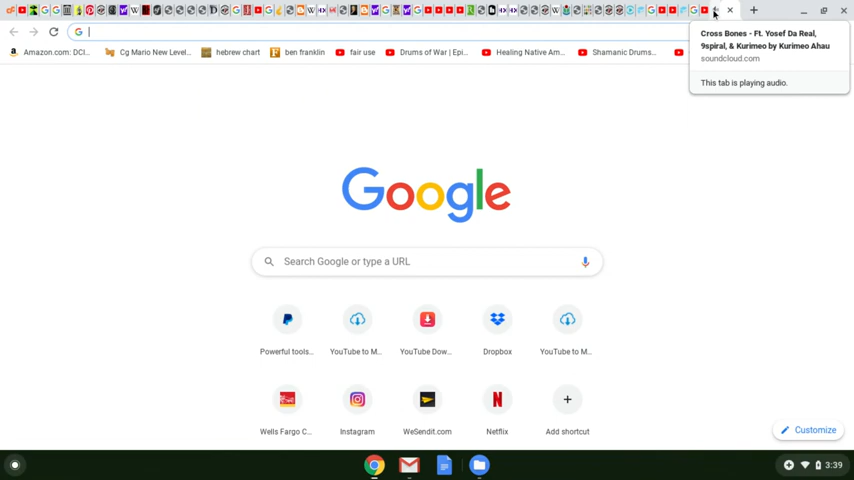 Cross Bones - Ft. Yosef Da Real,
9spiral, & Kurimeo by Kurimeo Ahau
soundcloud.com
This tab is playing audio.
Amazon.com: DCI...
Cg Mario New Level...
hebrew chart
ben franklin
fair use
Drums of War | Epi...
Healing Native Am...
Shamanic Drums...
Google
Search Google or type a URL
Powerful tools...
YouTube to M...
YouTube Dow...
Dropbox
YouTube to M...
Wells Fargo C...
Instagram
WeSendit.com
Netflix
Add shortcut
Customize
3:39